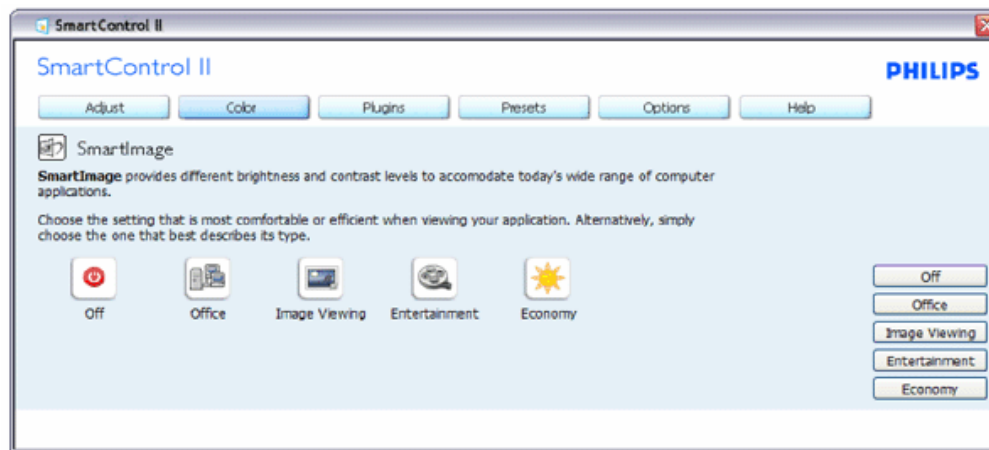 SmartControl II
SmartControl II
PHILIPS
Adjust Color Plugins Presets Options Help
SmartImage
SmartImage provides different brightness and contrast levels to accomodate today's wide range of computer
applications.
Choose the setting that is most comfortable or efficient when viewing your application. Alternatively, simply
choose the one that best describes its type.
Off Office Image Viewing Entertainment Economy
Off
Office
Image Viewing
Entertainment
Economy